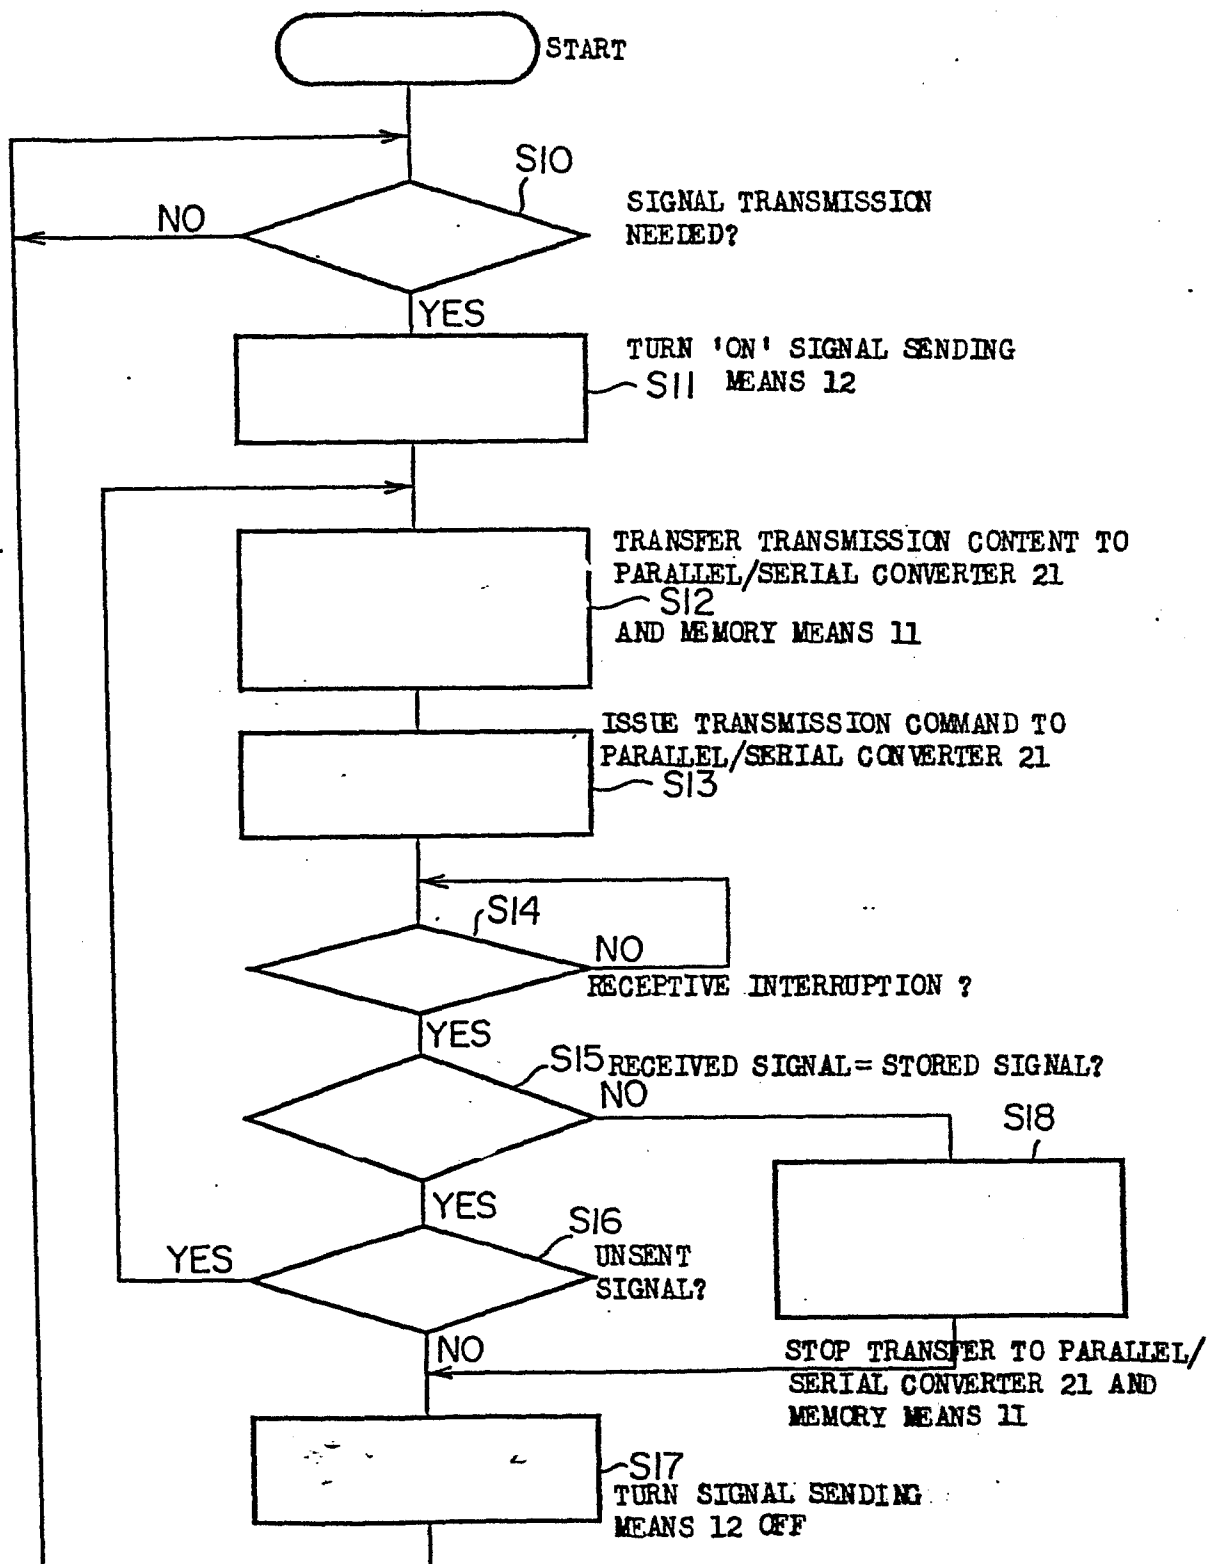 START
S10
NO
SIGNAL TRANSMISSION
NEEDED?
YES
TURN 'ON' SIGNAL SENDING
S11 MEANS 12
TRANSFER TRANSMISSION CONTENT TO
PARALLEL/SERIAL CONVERTER 21
S12
AND MEMORY MEANS 11
ISSUE TRANSMISSION COMMAND TO
PARALLEL/SERIAL CONVERTER 21
S13
S14
NO
RECEPTIVE INTERRUPTION ?
YES
S15 RECEIVED SIGNAL = STORED SIGNAL?
NO
S18
YES
S16
YES
UNSENT
SIGNAL?
NO
STOP TRANSFER TO PARALLEL/
SERIAL CONVERTER 21 AND
MEMORY MEANS 11
S17
TURN SIGNAL SENDING
MEANS 12 OFF